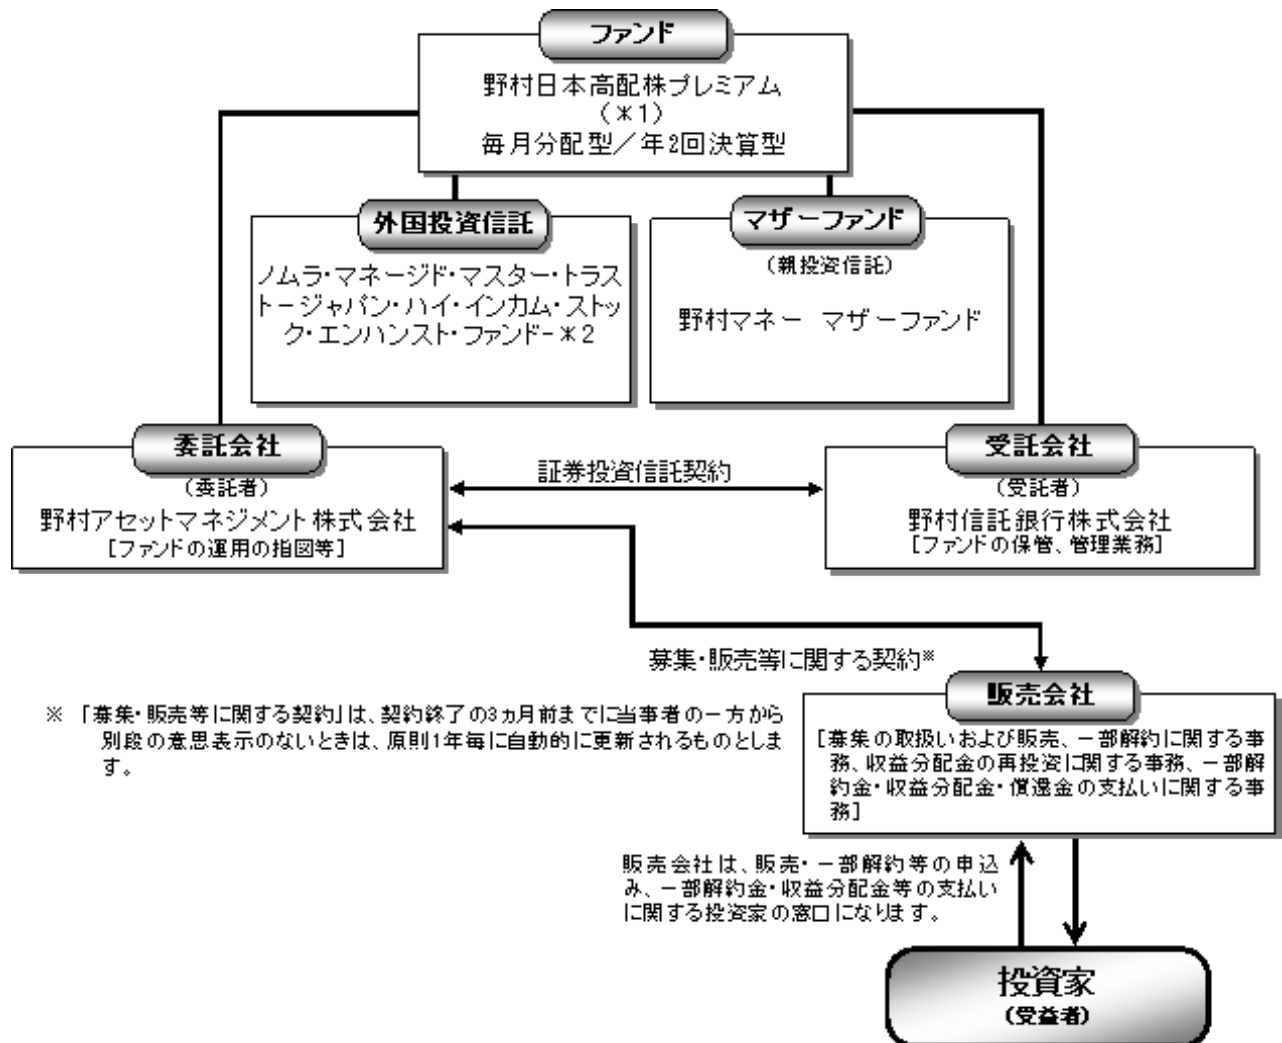 ファンド
野村日本高配株プレミアム
(＊1)
毎月分配型／年2回決算型
外国投資信託
ノムラ・マネージド・マスター・トラス
ト－ジャパン・ハイ・インカム・ストッ
ク・エンハンスト・ファンド-＊2
マザーファンド
(親投資信託)
野村マネー　マザーファンド
委託会社
(委託者)
野村アセットマネジメント株式会社
[ファンドの運用の指図等]
証券投資信託契約
受託会社
(受託者)
野村信託銀行株式会社
[ファンドの保管、管理業務]
募集・販売等に関する契約※
※　「募集・販売等に関する契約」は、契約終了の3ヵ月前までに当事者の一方から
別段の意思表示のないときは、原則1年毎に自動的に更新されるものとしま
す。
販売会社
[募集の取扱いおよび販売、一部解約に関する事
務、収益分配金の再投資に関する事務、一部解
約金・収益分配金・償還金の支払いに関する事
務]
販売会社は、販売・一部解約等の申込
み、一部解約金・収益分配金等の支払い
に関する投資家の窓口になります。
投資家
(受益者)